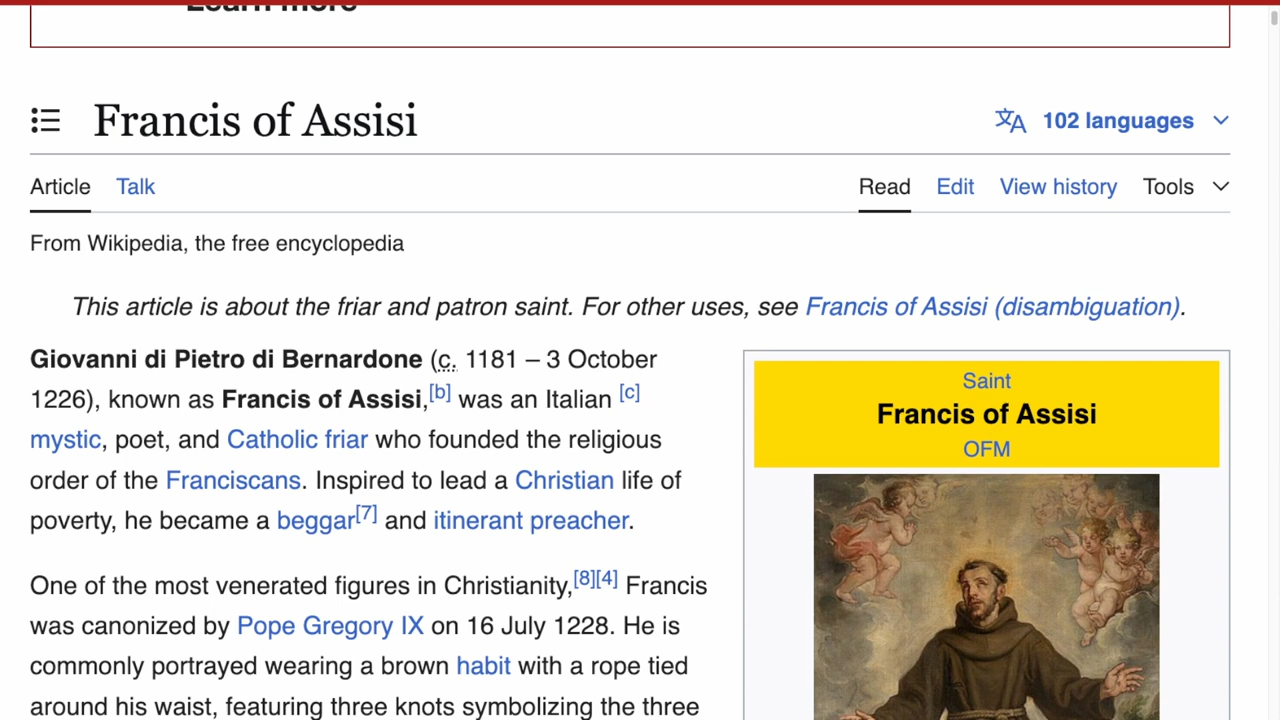 Learn more
Francis of Assisi
102 languages
Article Talk
Read Edit View history Tools
From Wikipedia, the free encyclopedia
This article is about the friar and patron saint. For other uses, see Francis of Assisi (disambiguation).
Giovanni di Pietro di Bernardone (c. 1181 – 3 October
1226), known as Francis of Assisi,[b] was an Italian [c]
mystic, poet, and Catholic friar who founded the religious
order of the Franciscans. Inspired to lead a Christian life of
poverty, he became a beggar[7] and itinerant preacher.
One of the most venerated figures in Christianity,[8][4] Francis
was canonized by Pope Gregory IX on 16 July 1228. He is
commonly portrayed wearing a brown habit with a rope tied
around his waist, featuring three knots symbolizing the three
Saint
Francis of Assisi
OFM